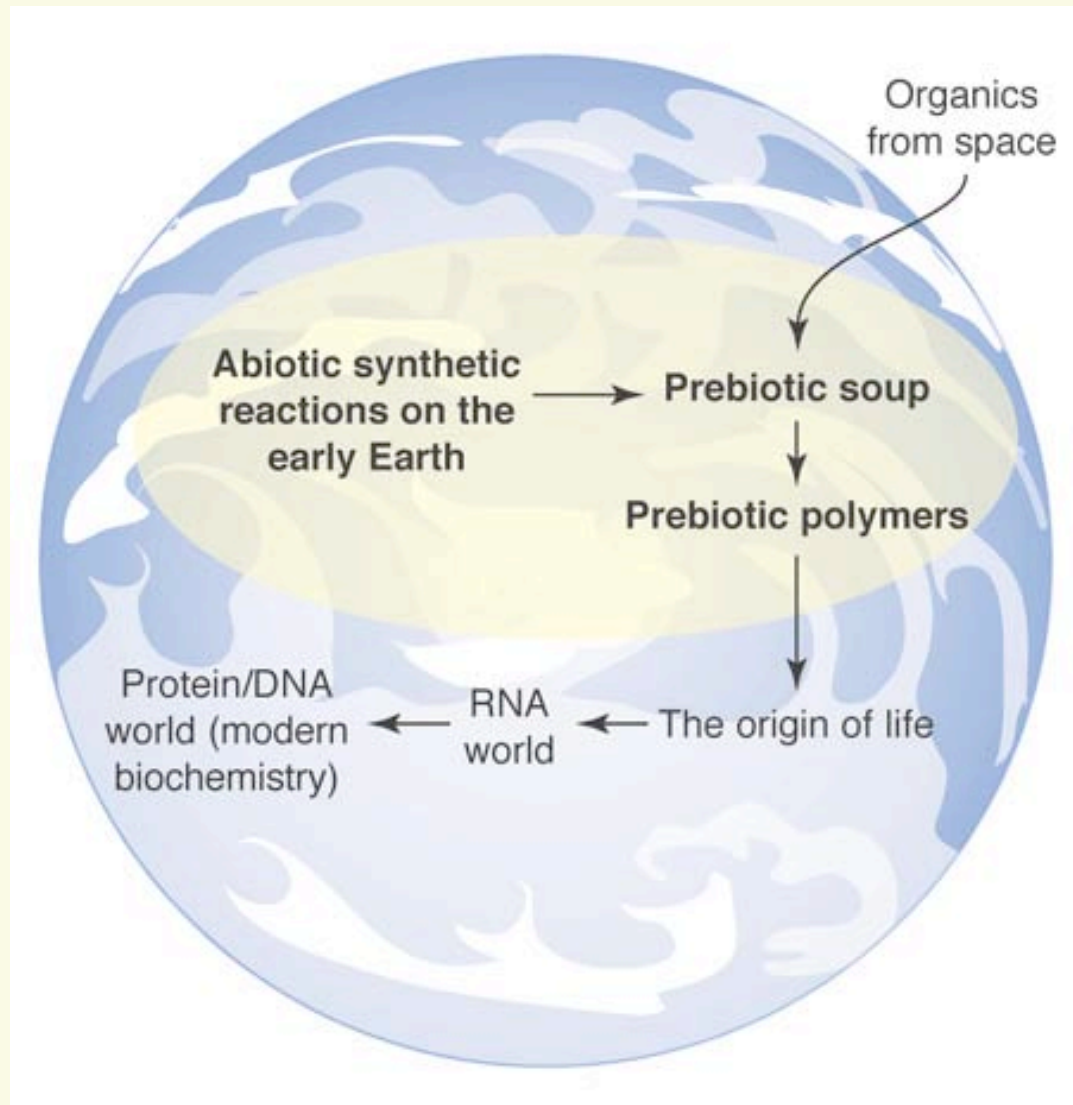 Organics
from space
Abiotic synthetic
reactions on the
early Earth
Prebiotic soup
Prebiotic polymers
The origin of life
RNA
world
Protein/DNA
world (modern
biochemistry)